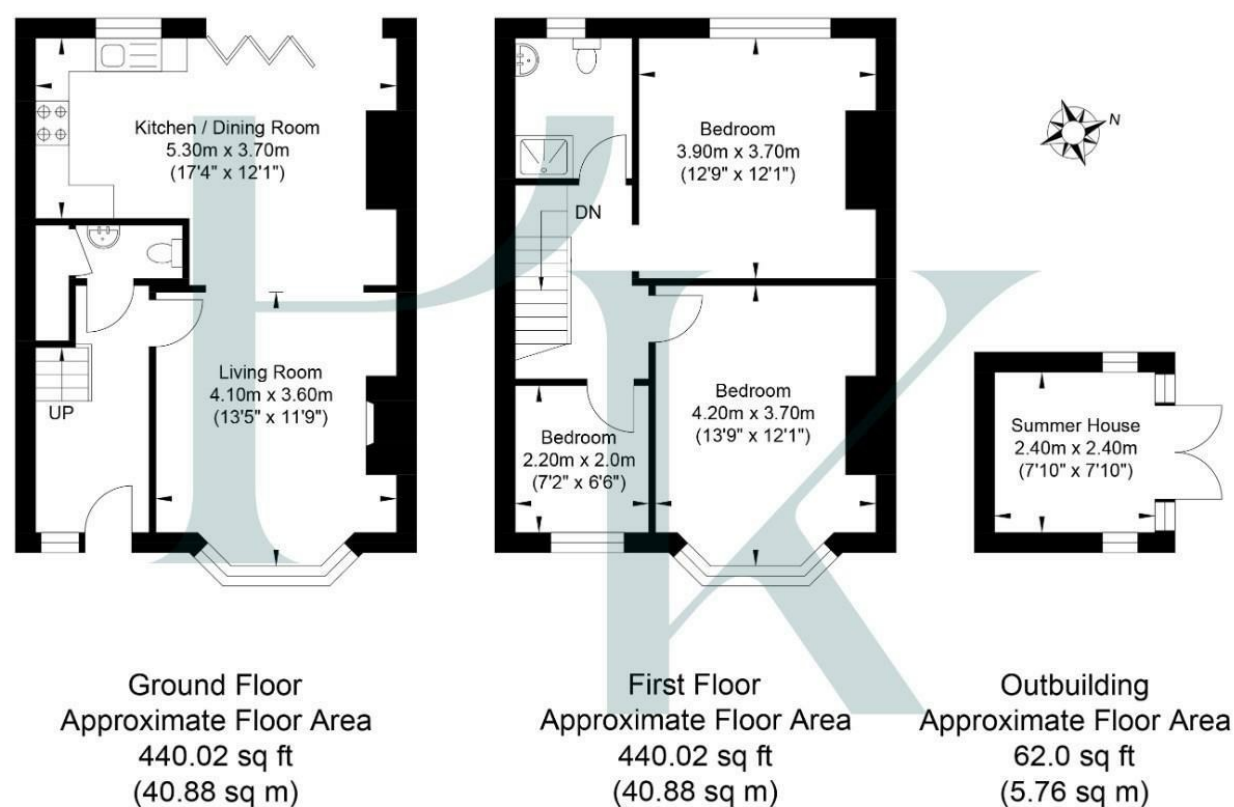 Kitchen / Dining Room
5.30m x 3.70m
(17'4" x 12'1")
UP
Living Room
4.10m x 3.60m
(13'5" x 11'9")
Ground Floor
Approximate Floor Area
440.02 sq ft
(40.88 sq m)
DN
Bedroom
3.90m x 3.70m
(12'9" x 12'1")
Bedroom
2.20m x 2.0m
(7'2" x 6'6")
Bedroom
4.20m x 3.70m
(13'9" x 12'1")
First Floor
Approximate Floor Area
440.02 sq ft
(40.88 sq m)
N
Summer House
2.40m x 2.40m
(7'10" x 7'10")
Outbuilding
Approximate Floor Area
62.0 sq ft
(5.76 sq m)